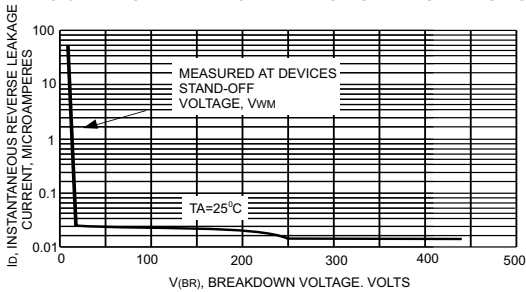 ID, INSTANTANEOUS REVERSE LEAKAGE
CURRENT, MICROAMPERES
100
10
1
0.1
0.01
MEASURED AT DEVICES
STAND-OFF
VOLTAGE, VWM
TA=25⁰C
0
100
200
300
400
500
V(BR), BREAKDOWN VOLTAGE. VOLTS